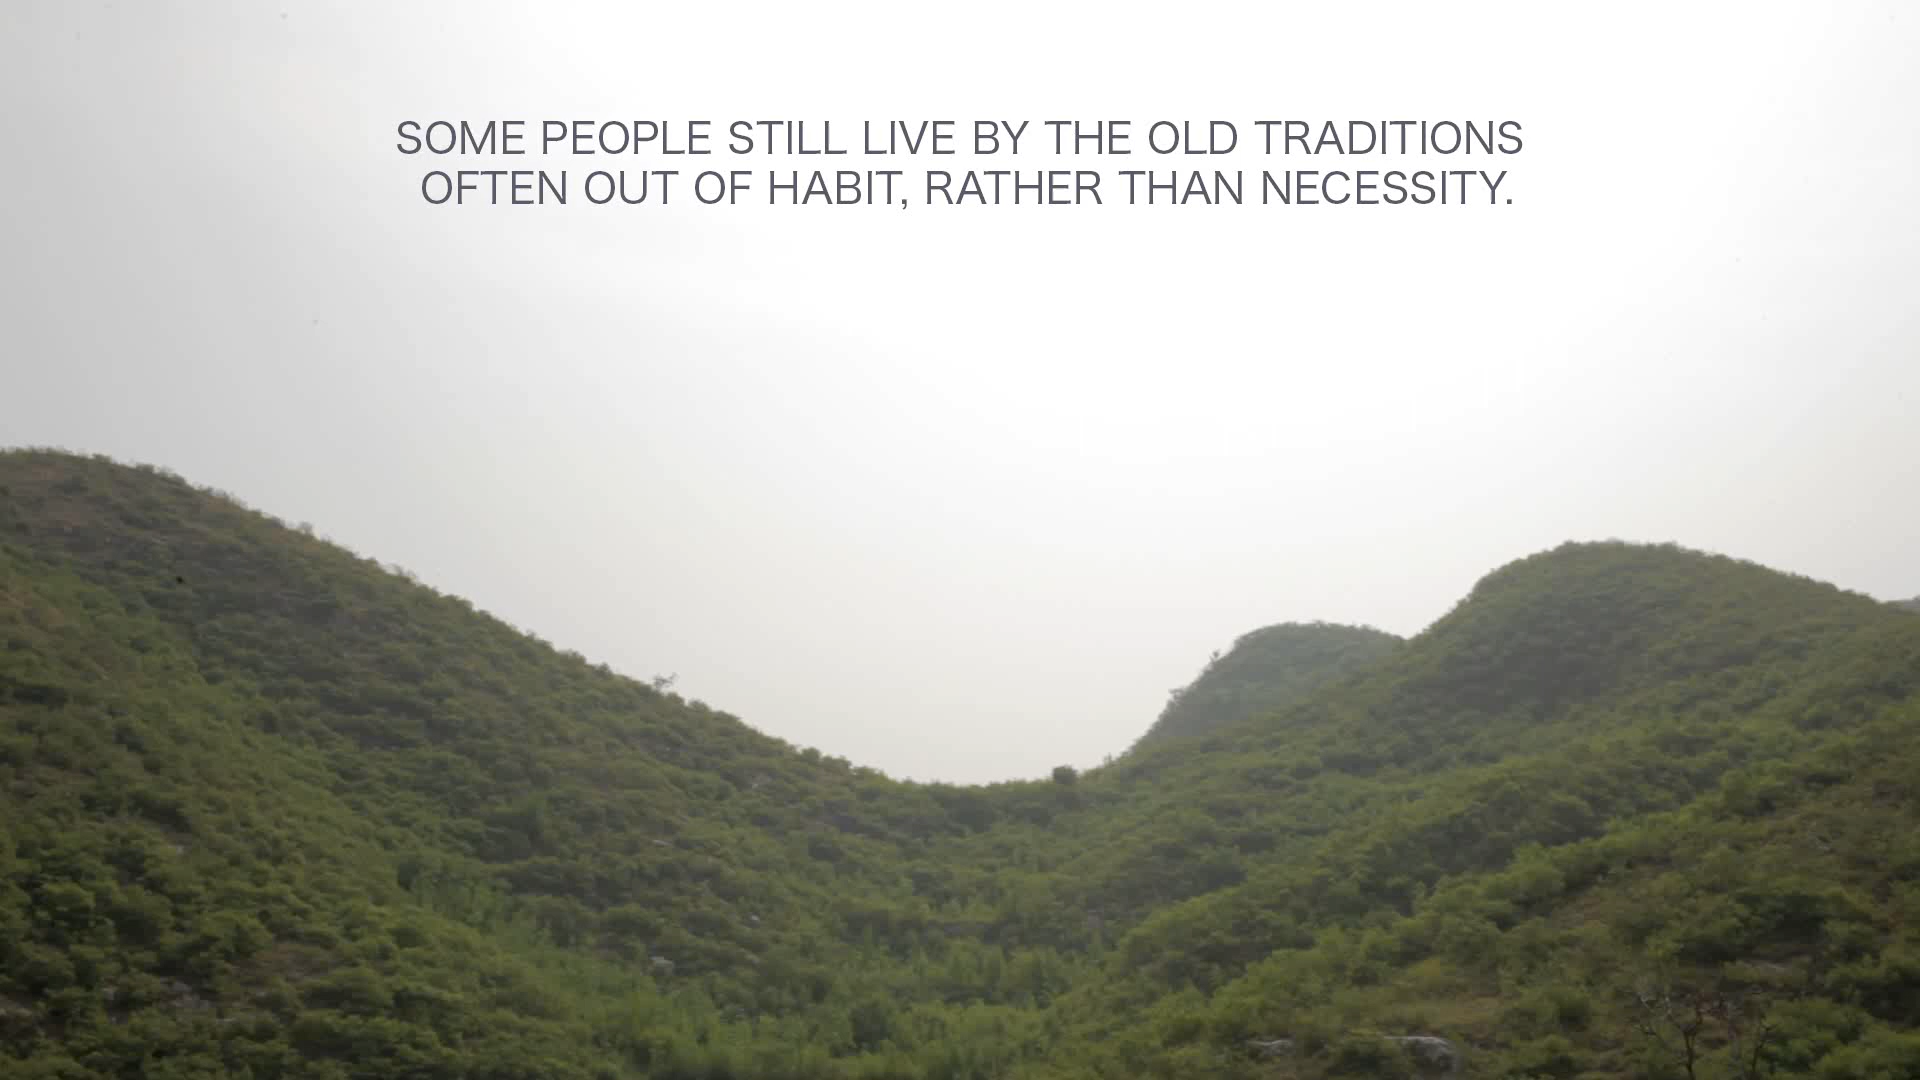 SOME PEOPLE STILL LIVE BY THE OLD TRADITIONS
OFTEN OUT OF HABIT, RATHER THAN NECESSITY.